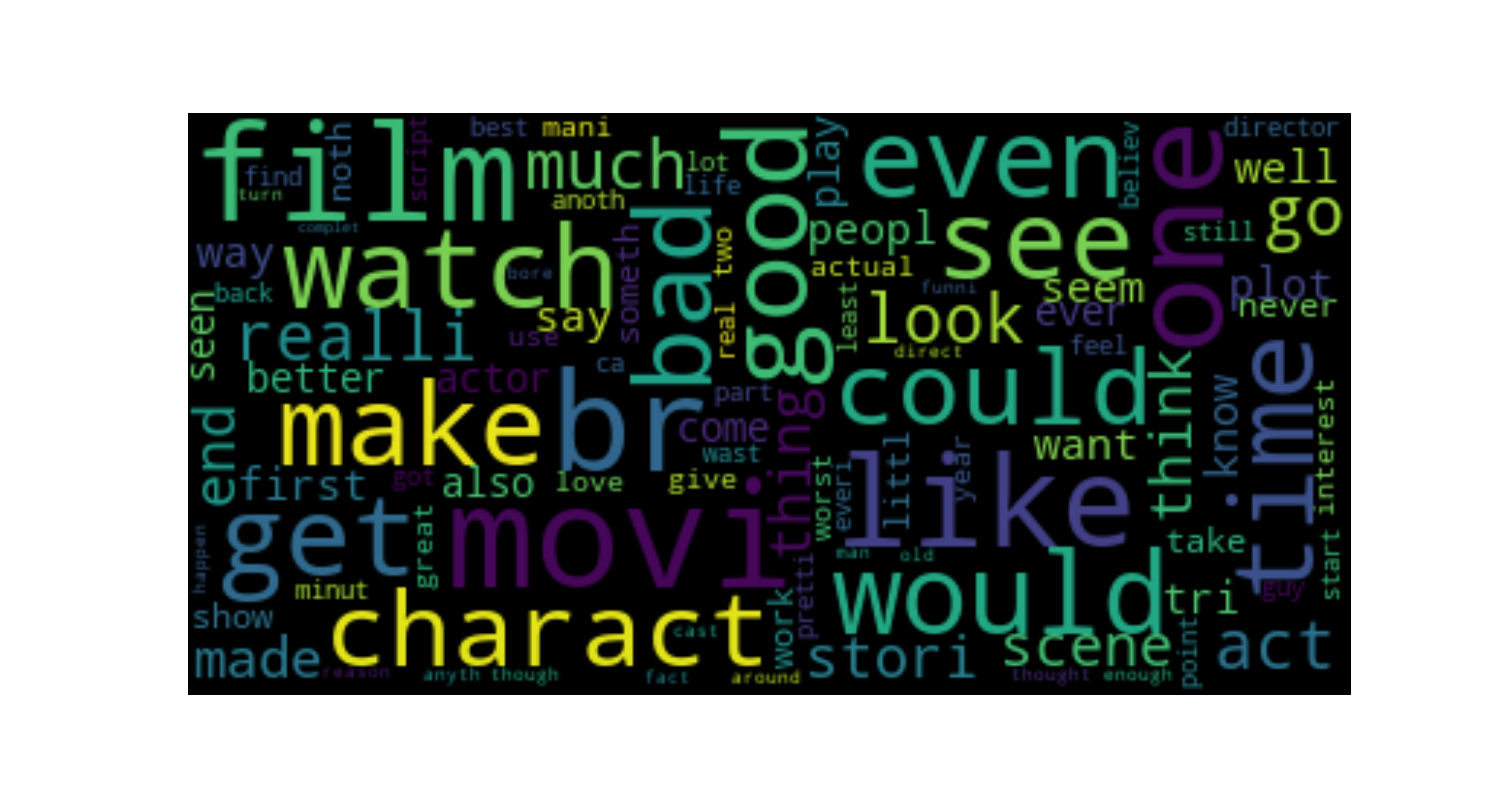 film
find
turn
noth
script
best
mani
much
lot
life
anoth
complet
good
play
even
believ
one
director
well
go
way
watch
bore
back
seen
realli
say
use
someth
bad
two
real
peopl
actual
see
still
funni
seem
plot
never
least
look
ever
direct
feel
better
actor
ca
make
br
part
come
wast
thing
could
think
know
time
interest
want
end
first
got
also
love
give
worst
everi
like
littl
year
get
great
movi
man
old
would
take
start
guy
tri
happen
minut
show
charact
cast
work
pretti
stori
scene
point
act
made
reason
anyth
though
fact
around
thought
enough